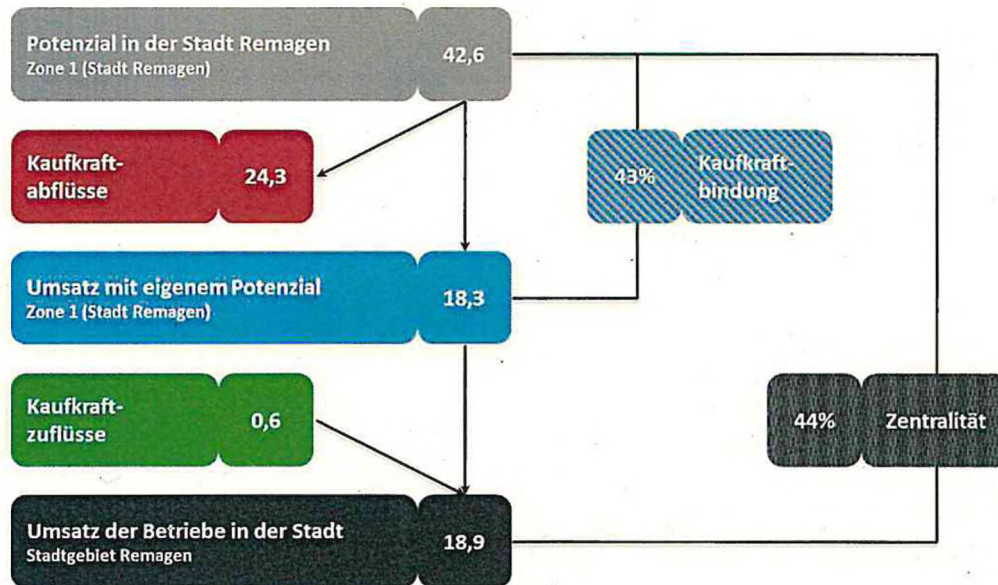 Potenzial in der Stadt Remagen
Zone 1 (Stadt Remagen)
42,6
Kaufkraft-
abflüsse
24,3
43%
Kaufkraft-
bindung
Umsatz mit eigenem Potenzial
Zone 1 (Stadt Remagen)
18,3
Kaufkraft-
zuflüsse
0,6
44%
Zentralität
Umsatz der Betriebe in der Stadt
Stadtgebiet Remagen
18,9